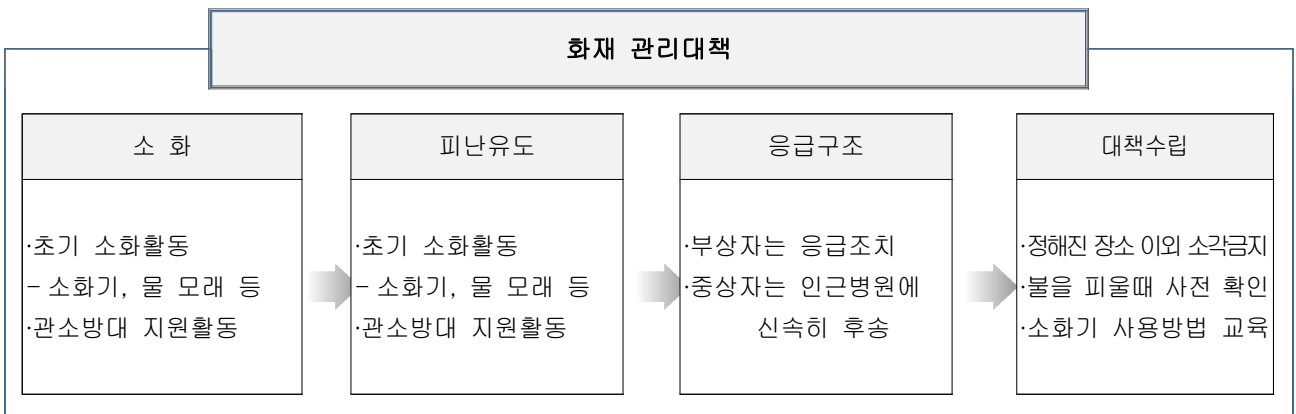 화재 관리대책
소 화
·초기 소화활동
- 소화기, 물 모래 등
·관소방대 지원활동
피난유도
·초기 소화활동
- 소화기, 물 모래 등
·관소방대 지원활동
응급구조
·부상자는 응급조치
·중상자는 인근병원에
신속히 후송
대책수립
·정해진 장소 이외 소각금지
·불을 피울때 사전 확인
·소화기 사용방법 교육